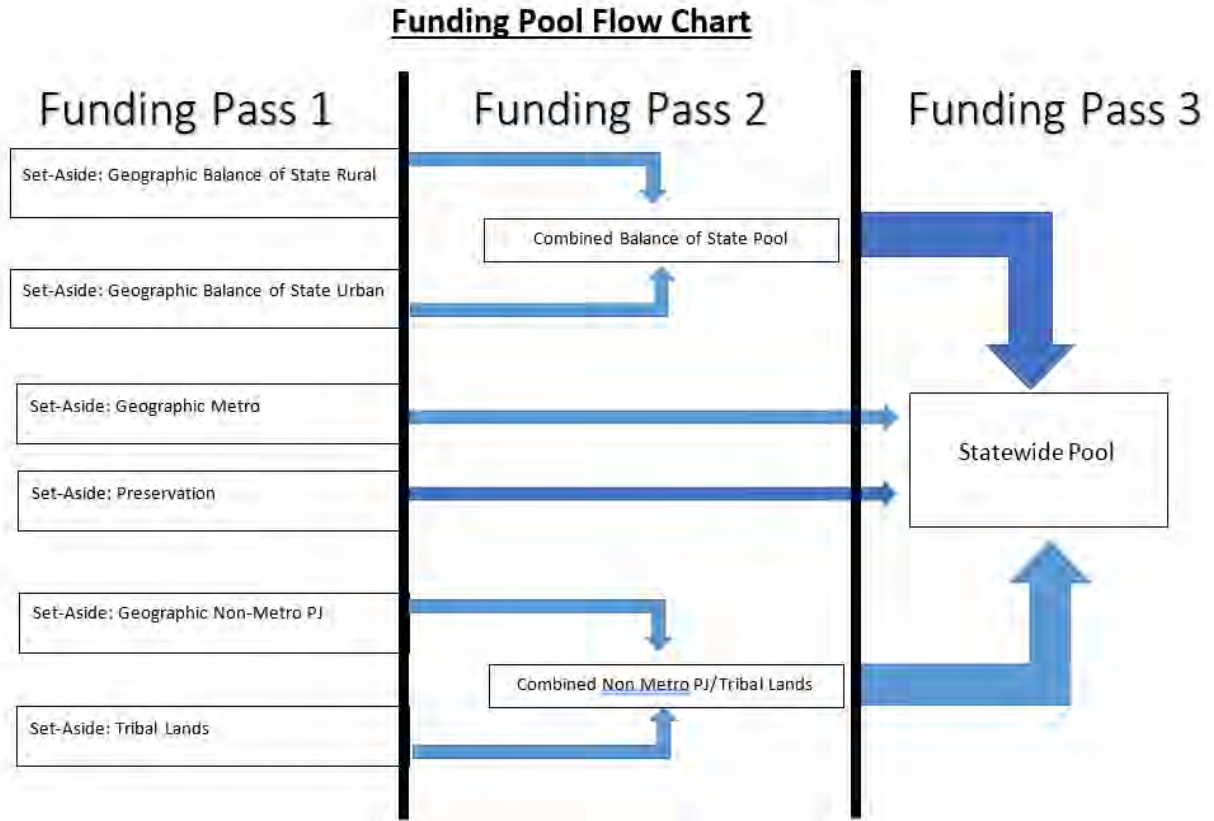 Funding Pool Flow Chart
Funding Pass 1
Funding Pass 2
Funding Pass 3
Set-Aside: Geographic Balance of State Rural
Combined Balance of State Pool
Set-Aside: Geographic Balance of State Urban
Set-Aside: Geographic Metro
Statewide Pool
Set-Aside: Preservation
Set-Aside: Geographic Non-Metro PJ
Combined Non Metro PJ/Tribal Lands
Set-Aside: Tribal Lands